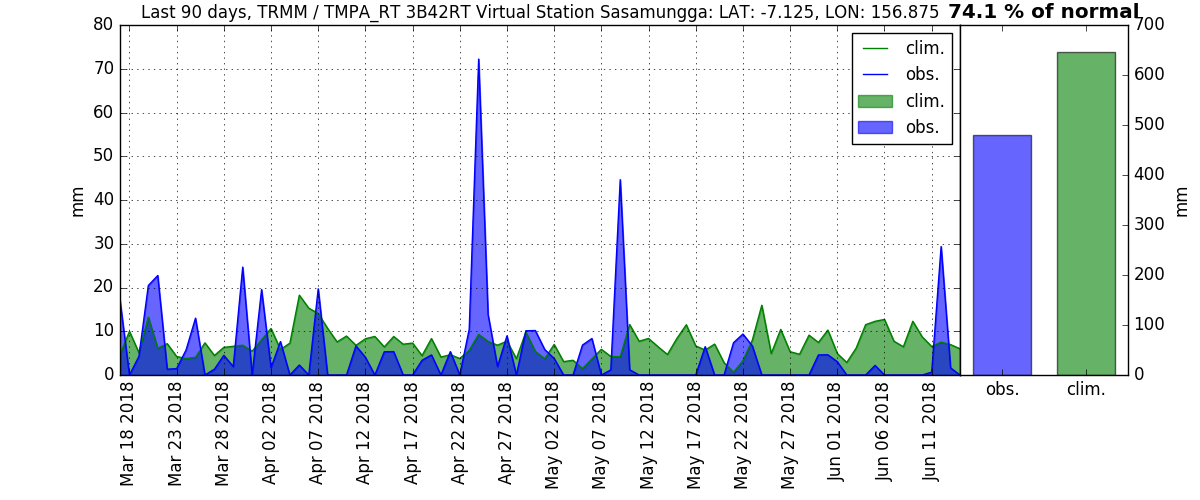 Last 90 days, TRMM / TMPA_RT 3B42RT Virtual Station Sasamungga: LAT: -7.125, LON: 156.875 74.1 % of normal
80
70
60
50
40
30
20
10
0
mm
clim.
obs.
clim.
obs.
700
600
500
400
300
200
100
0
mm
obs. clim.
Mar 18 2018
Mar 23 2018
Mar 28 2018
Apr 02 2018
Apr 07 2018
Apr 12 2018
Apr 17 2018
Apr 22 2018
Apr 27 2018
May 02 2018
May 07 2018
May 12 2018
May 17 2018
May 22 2018
May 27 2018
Jun 01 2018
Jun 06 2018
Jun 11 2018